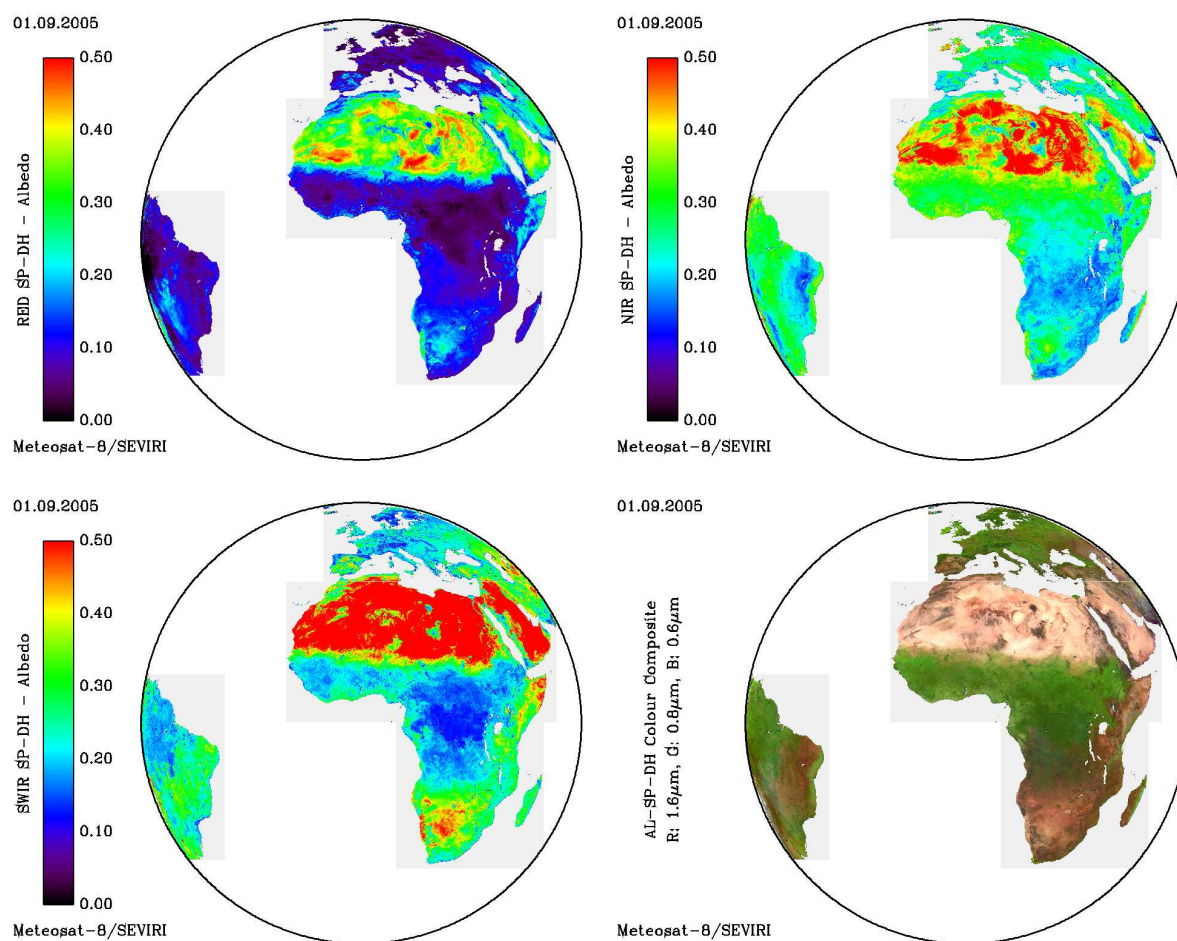 01.09.2005
0.50
0.40
0.30
0.20
0.10
0.00
RED SP-DH - Albedo
Meteosat-8/SEVIRI
01.09.2005
0.50
0.40
0.30
0.20
0.10
0.00
NIR SP-DH - Albedo
Meteosat-8/SEVIRI
01.09.2005
0.50
0.40
0.30
0.20
0.10
0.00
SWIR SP-DH - Albedo
Meteosat-8/SEVIRI
01.09.2005
AL-SP-DH Colour Composite
R: 1.6μm, G: 0.8μm, B: 0.6μm
Meteosat-8/SEVIRI